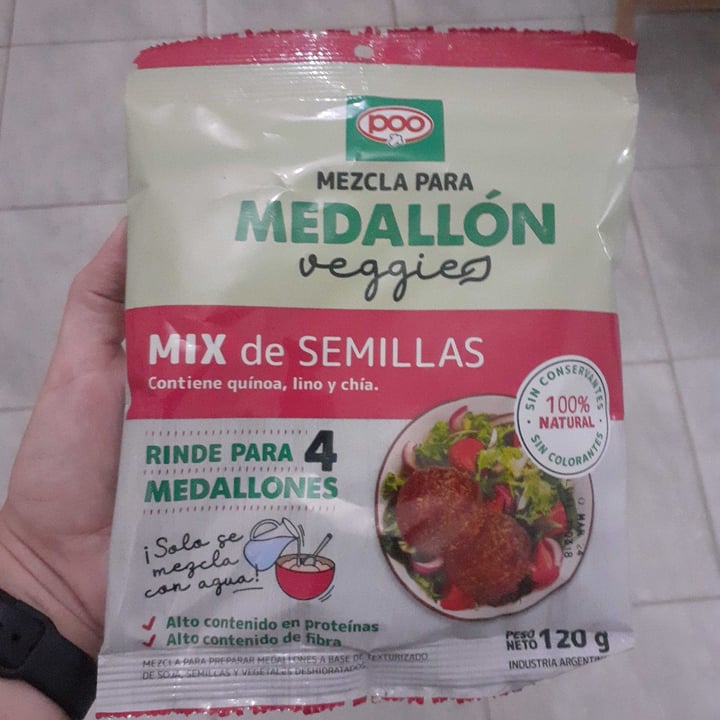 poo
MEZCLA PARA
MEDALLÓN
veggie
MIX de SEMILLAS
Contiene quínoa, lino y chía.
SIN CONSERVANTES
100%
NATURAL
SIN COLORANTES
RINDE PARA 4
MEDALLONES
¡Solo se
mezcla
con agua!
Alto contenido en proteínas
Alto contenido de fibra
PESO
NETO 120 g
INDUSTRIA ARGENTIN
MEZCLA PARA PREPARAR MEDALLONES A BASE DE TEXTURIZADO
DE SOJA, SEMILLAS Y VEGETALES DESHIDRATADOS